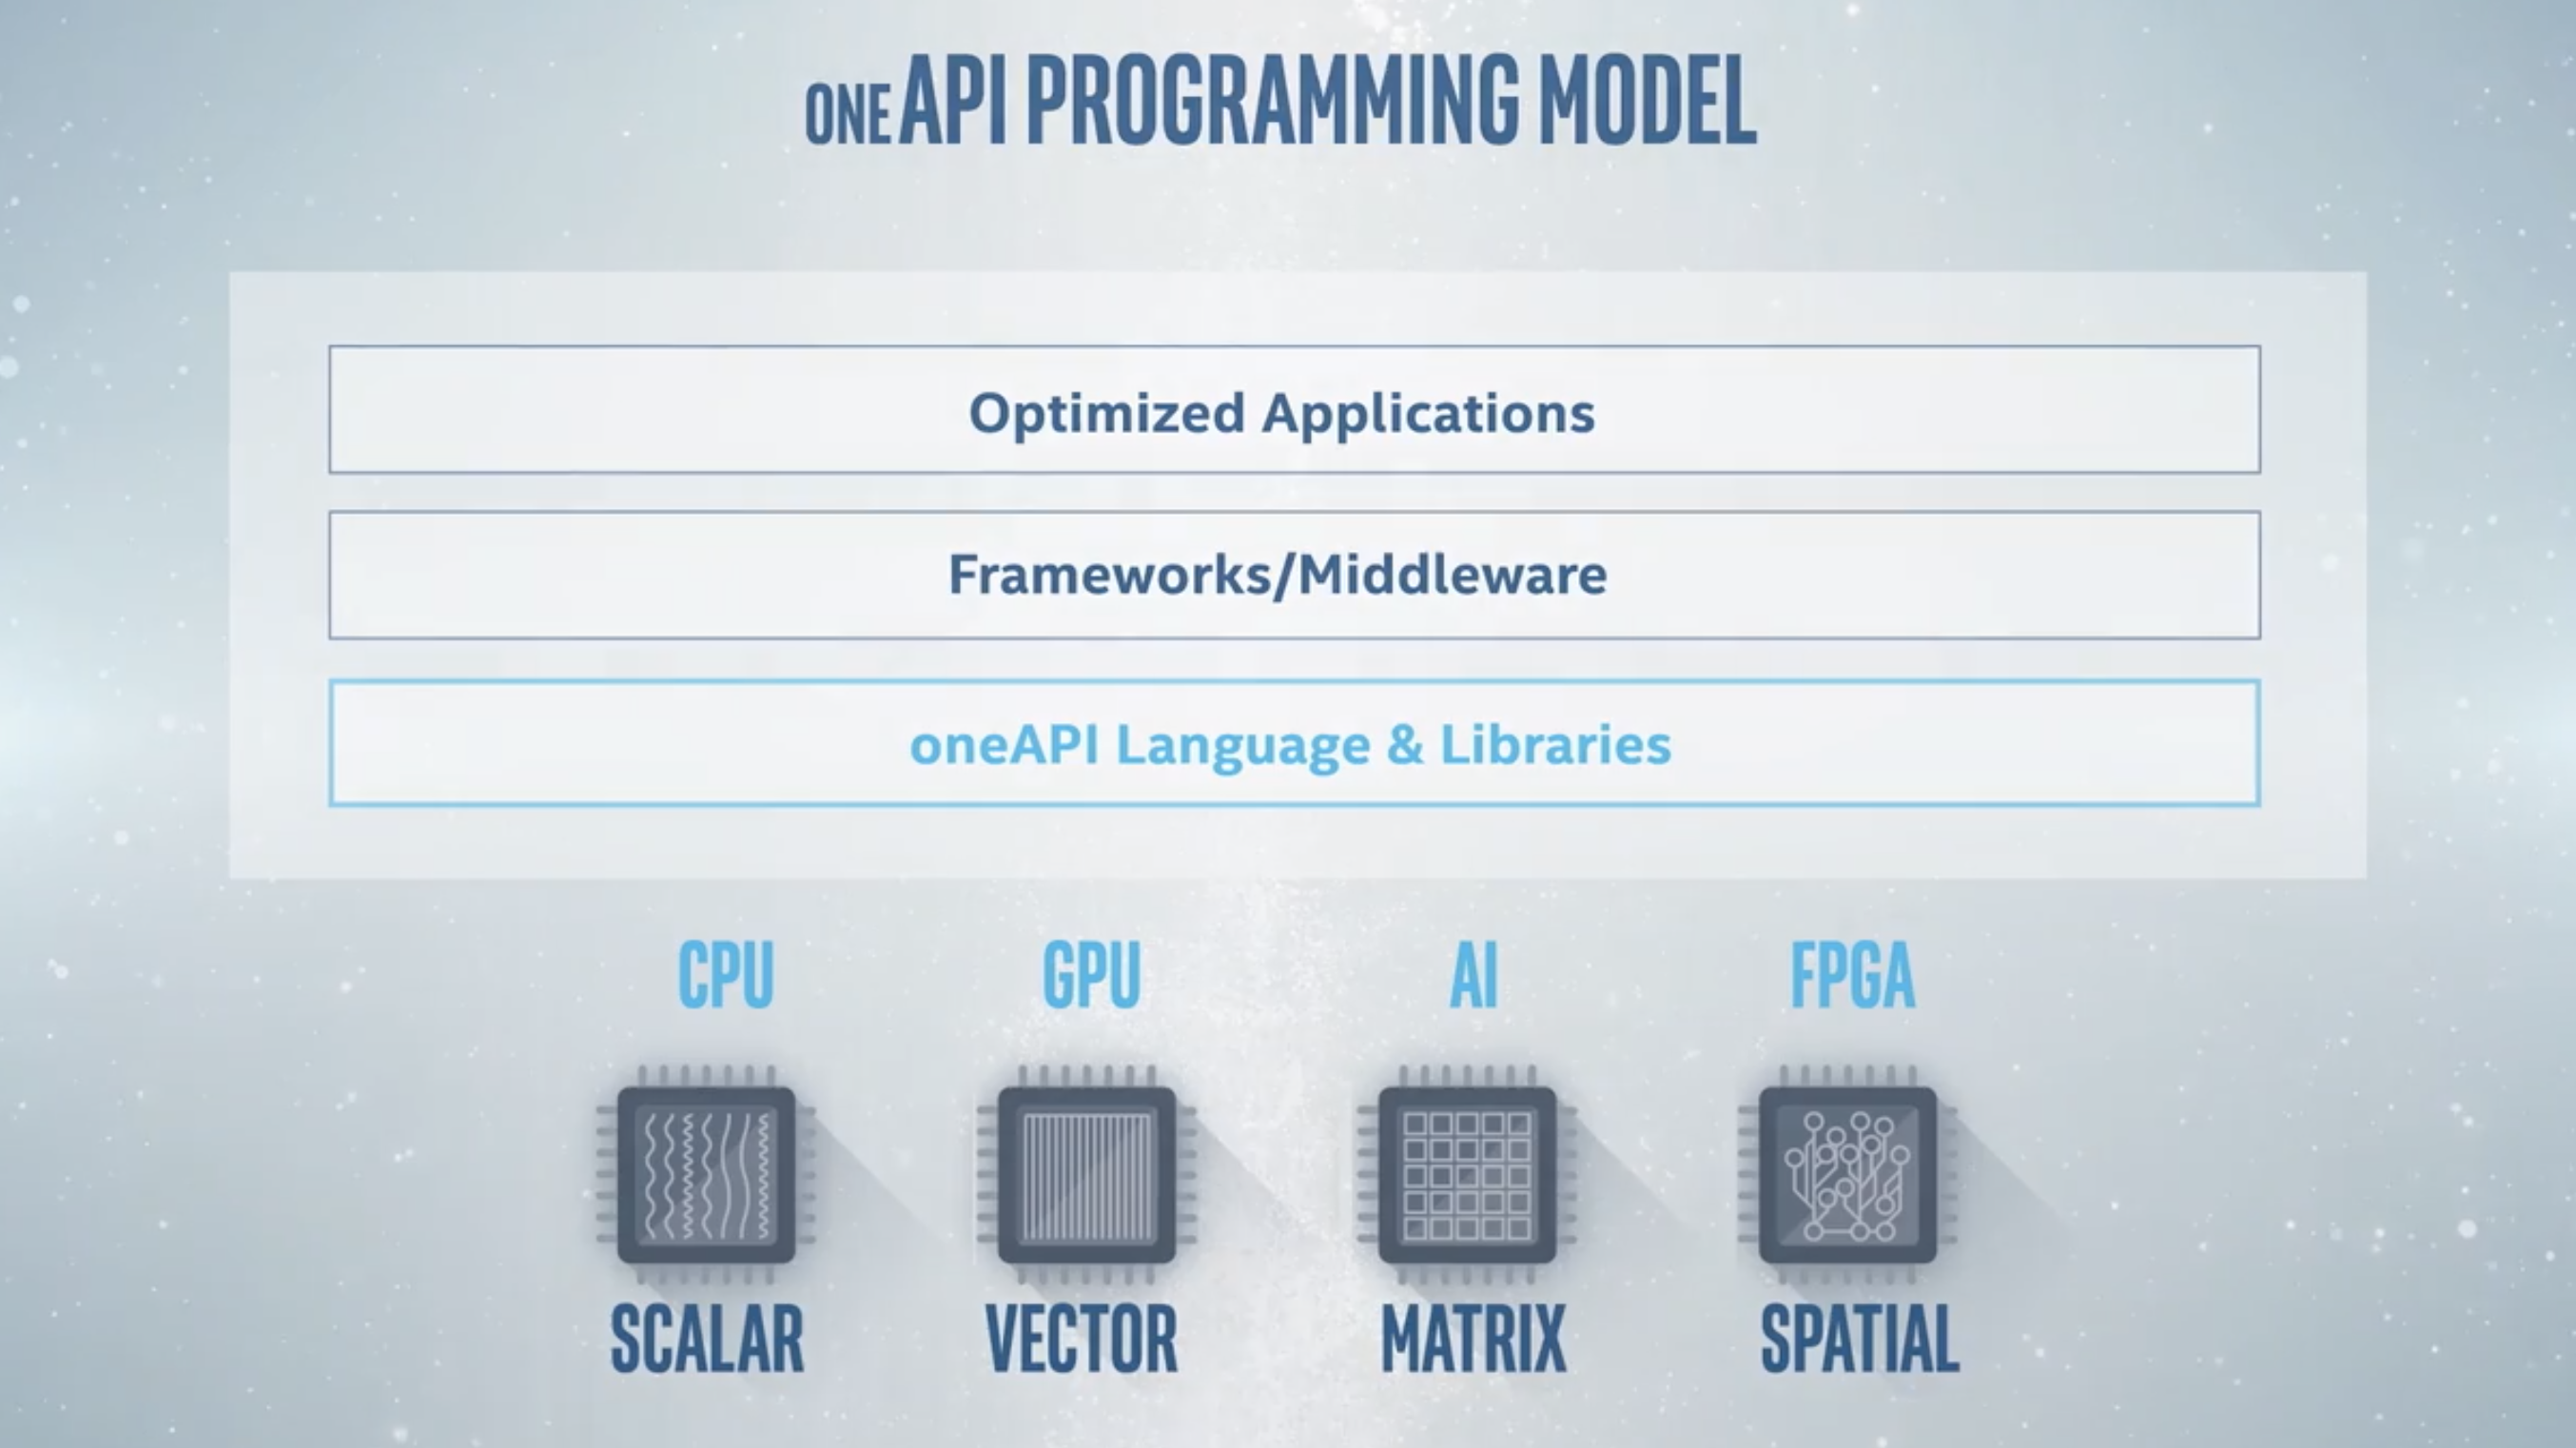 ONE API PROGRAMMING MODEL
Optimized Applications
Frameworks/Middleware
oneAPI Language & Libraries
CPU GPU AI FPGA
SCALAR VECTOR MATRIX SPATIAL